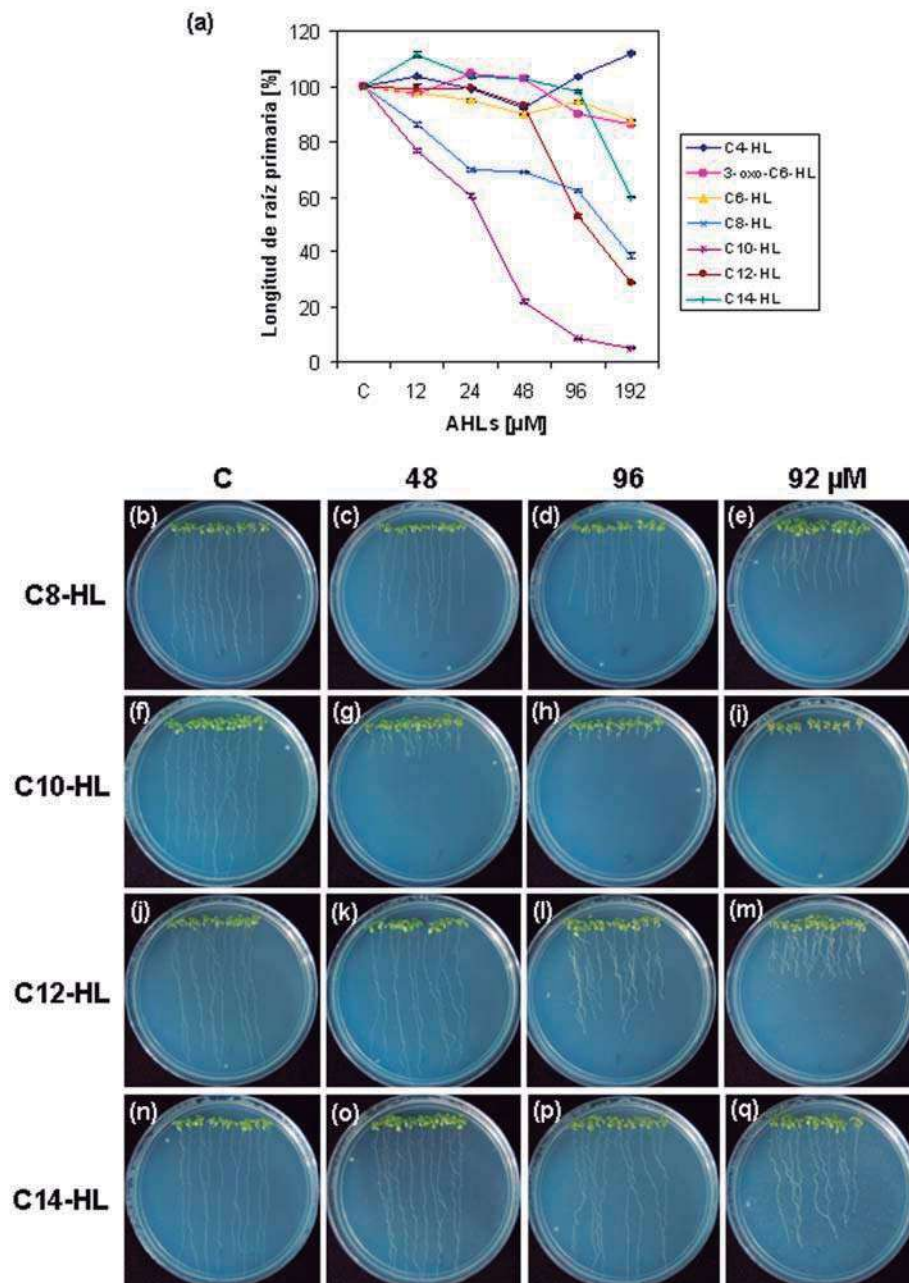 (a)
Longitud de raíz primaria [%]
120
100
80
60
40
20
0
C 12 24 48 96 192
AHLs [µM]
C4-HL
3-oxo-C6-HL
C6-HL
C8-HL
C10-HL
C12-HL
C14-HL
C 48 96 92 µM
C8-HL
(b) (c) (d) (e)
C10-HL
(f) (g) (h) (i)
C12-HL
(j) (k) (l) (m)
C14-HL
(n) (o) (p) (q)